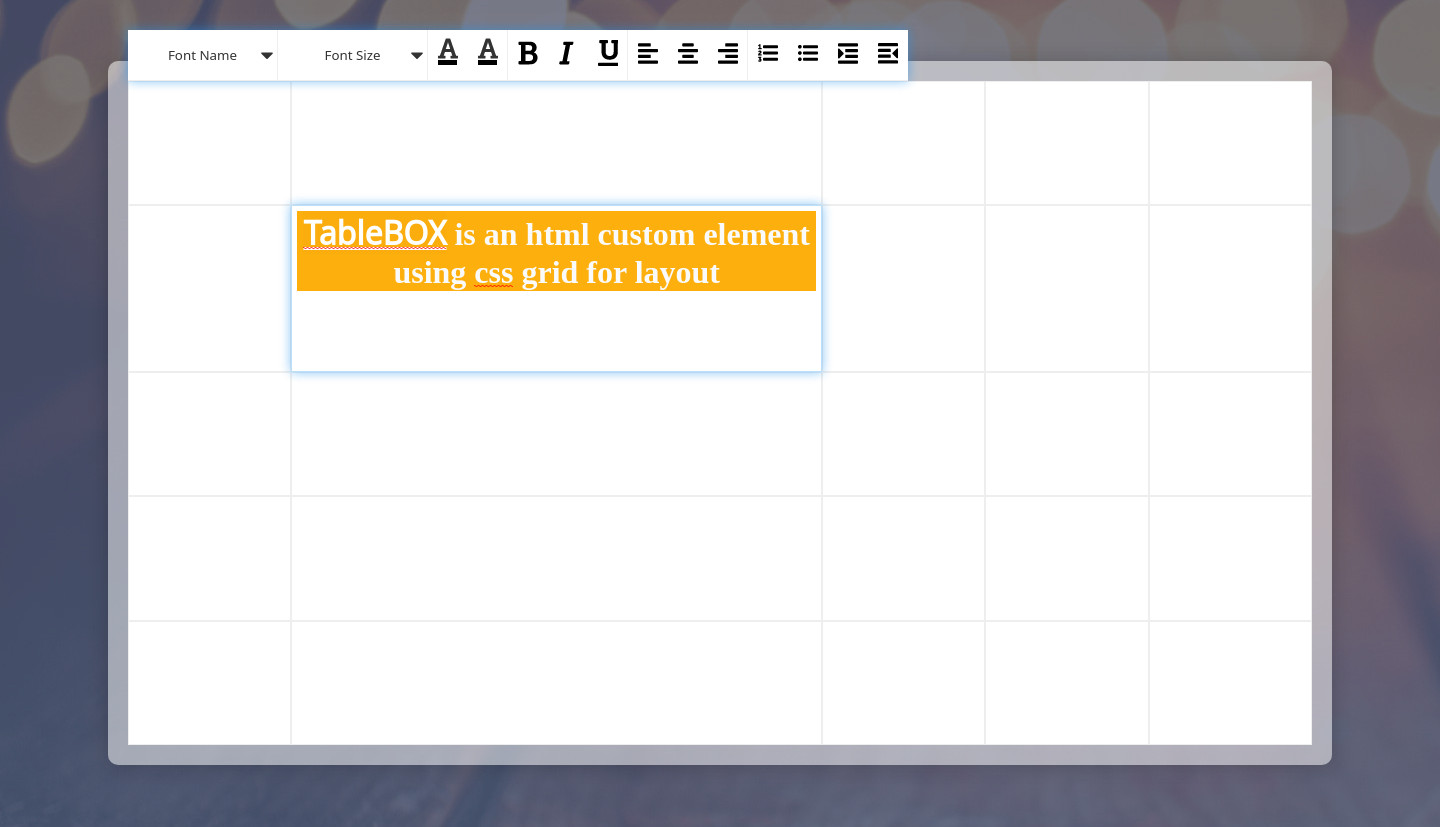 Font Name Font Size A A B I U
TableBOX is an html custom element
using css grid for layout